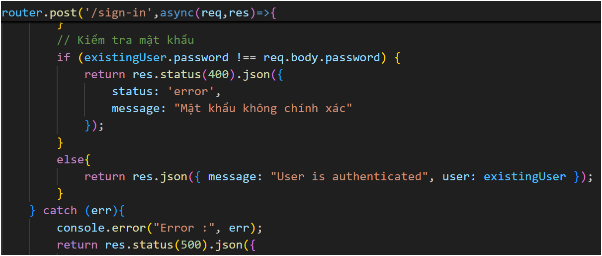 router.post('/sign-in',async(req,res)=>{
}
// Kiểm tra mật khẩu
if (existingUser.password !== req.body.password) {
return res.status(400).json({
status: 'error',
message: "Mật khẩu không chính xác"
});
}
else{
return res.json({ message: "User is authenticated", user: existingUser });
}
} catch (err){
console.error("Error :", err);
return res.status(500).json({